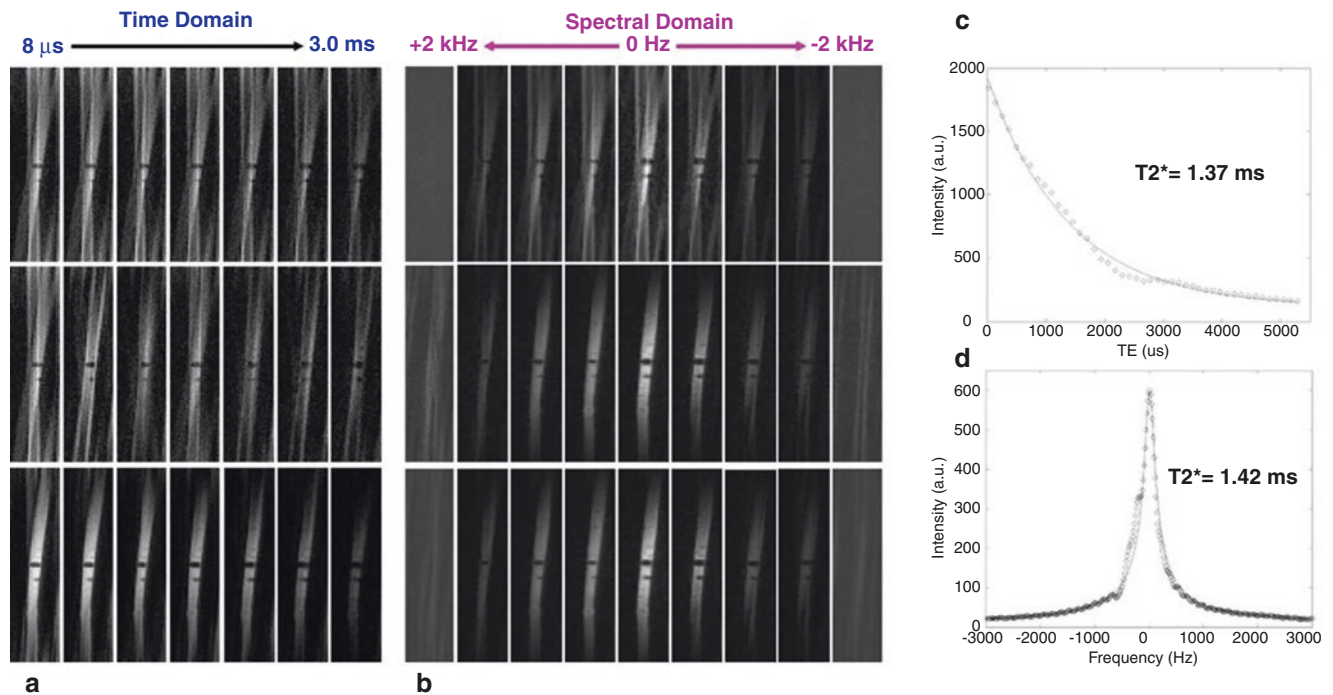 Time Domain
8 µs
3.0 ms
a
Spectral Domain
+2 kHz
0 Hz
-2 kHz
b
c
2000
1500
1000
500
0
Intensity (a.u.)
T2*= 1.37 ms
0
1000
2000
3000
4000
5000
TE (us)
d
600
500
400
300
200
100
0
Intensity (a.u.)
T2*= 1.42 ms
-3000
-2000
-1000
0
1000
2000
3000
Frequency (Hz)